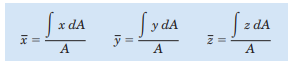 x̄ = ∫ x dA / A    ȳ = ∫ y dA / A    z̄ = ∫ z dA / A